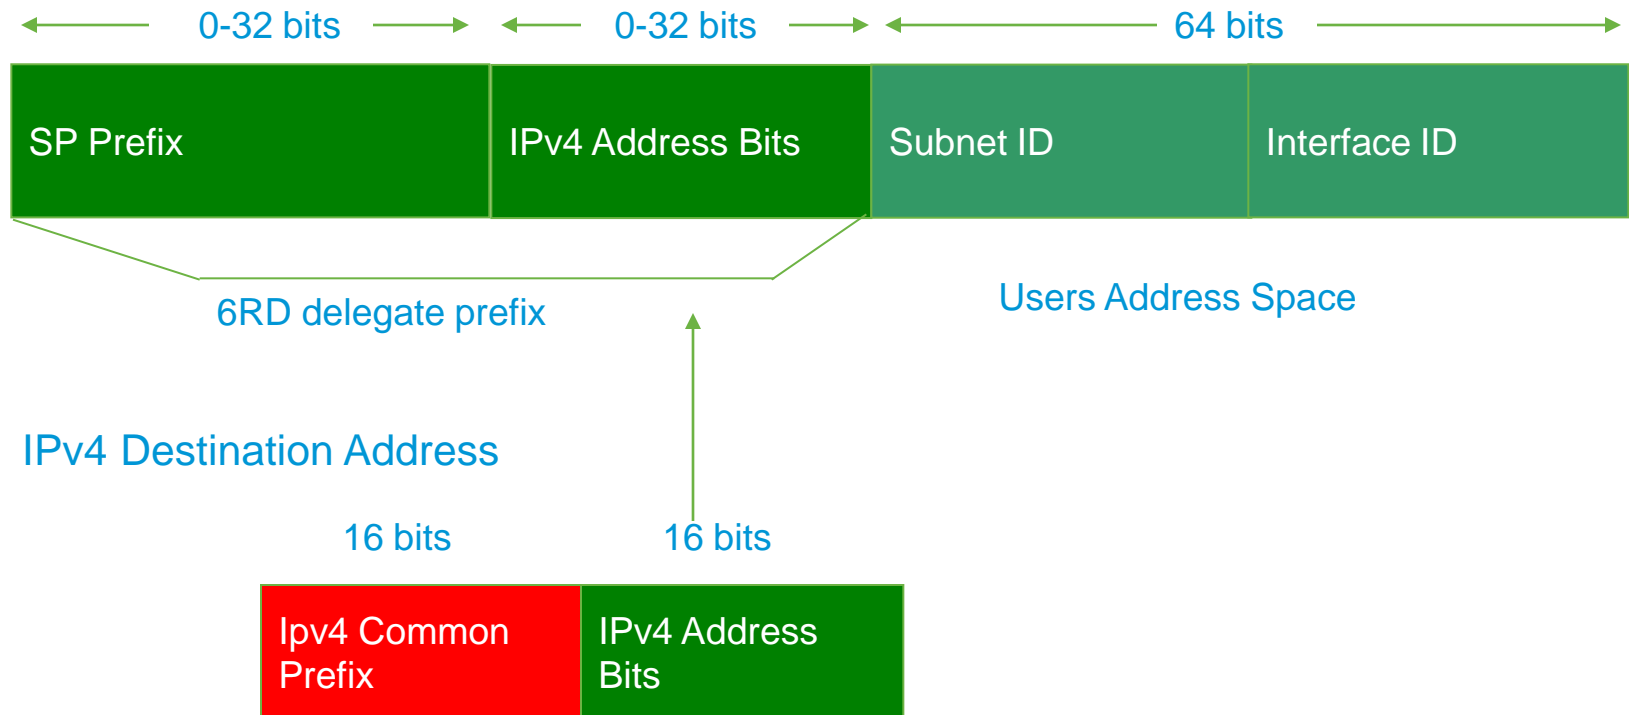 0-32 bits 0-32 bits 64 bits
SP Prefix IPv4 Address Bits Subnet ID Interface ID
6RD delegate prefix Users Address Space
IPv4 Destination Address
16 bits 16 bits
Ipv4 Common
Prefix
IPv4 Address
Bits